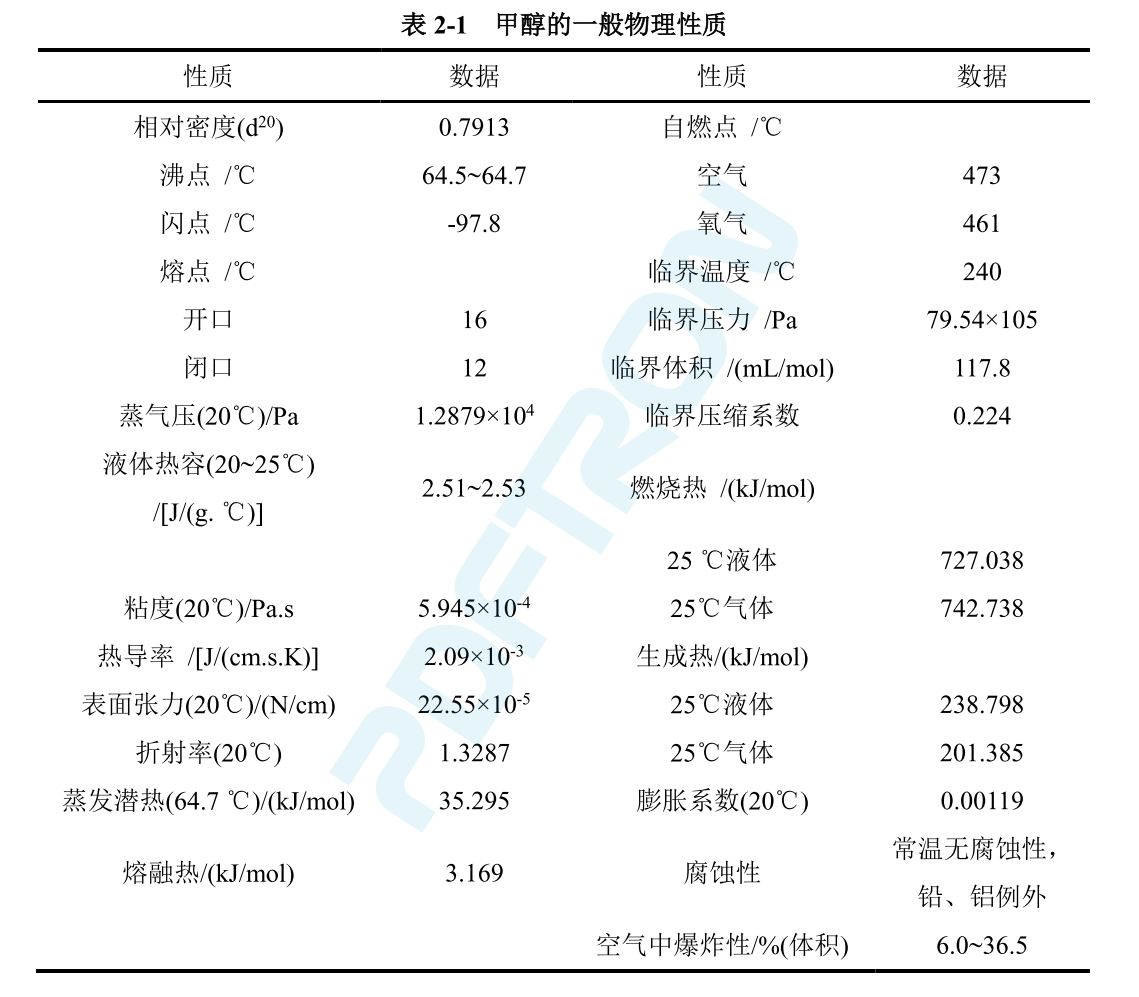 表 2-1 甲醇的一般物理性质
性质 数据 性质 数据
相对密度(d²⁰) 0.7913 自燃点 /℃
沸点 /℃ 64.5~64.7 空气 473
闪点 /℃ -97.8 氧气 461
熔点 /℃ 临界温度 /℃ 240
开口 16 临界压力 /Pa 79.54×105
闭口 12 临界体积 /(mL/mol) 117.8
蒸气压(20℃)/Pa 1.2879×10⁴ 临界压缩系数 0.224
液体热容(20~25℃)
/[J/(g. ℃)] 2.51~2.53 燃烧热 /(kJ/mol)
25 ℃液体 727.038
粘度(20℃)/Pa.s 5.945×10⁻⁴ 25℃气体 742.738
热导率 /[J/(cm.s.K)] 2.09×10⁻³ 生成热/(kJ/mol)
表面张力(20℃)/(N/cm) 22.55×10⁻⁵ 25℃液体 238.798
折射率(20℃) 1.3287 25℃气体 201.385
蒸发潜热(64.7 ℃)/(kJ/mol) 35.295 膨胀系数(20℃) 0.00119
熔融热/(kJ/mol) 3.169 腐蚀性 常温无腐蚀性，
铅、铝例外
空气中爆炸性/%(体积) 6.0~36.5
PDFTRON